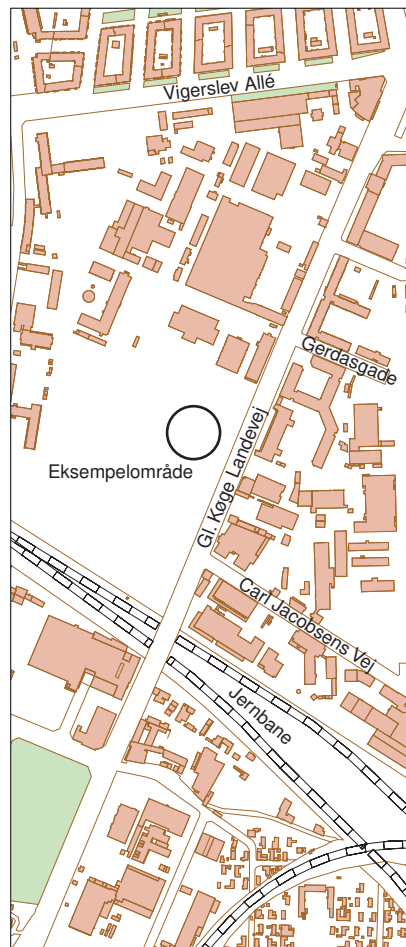 Vigerslev Allé
Gerdasgade
Gl. Køge Landevej
Eksempelområde
Carl Jacobsens Vej
Jernbane